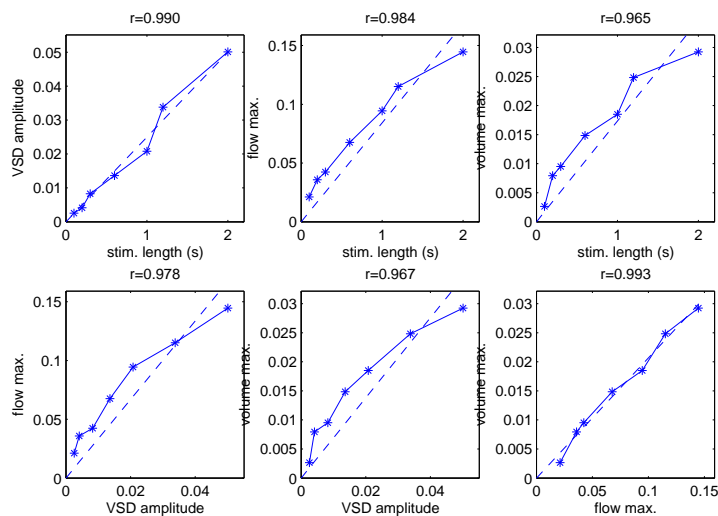 r=0.990
VSD amplitude
0.05
0.04
0.03
0.02
0.01
0
0 1 2
stim. length (s)
r=0.984
flow max.
0.15
0.1
0.05
0
0 1 2
stim. length (s)
r=0.965
volume max.
0.03
0.025
0.02
0.015
0.01
0.005
0
0 1 2
stim. length (s)
r=0.978
flow max.
0.15
0.1
0.05
0
0 0.02 0.04
VSD amplitude
r=0.967
volume max.
0.03
0.025
0.02
0.015
0.01
0.005
0
0 0.02 0.04
VSD amplitude
r=0.993
volume max.
0.03
0.025
0.02
0.015
0.01
0.005
0
0 0.05 0.1 0.15
flow max.